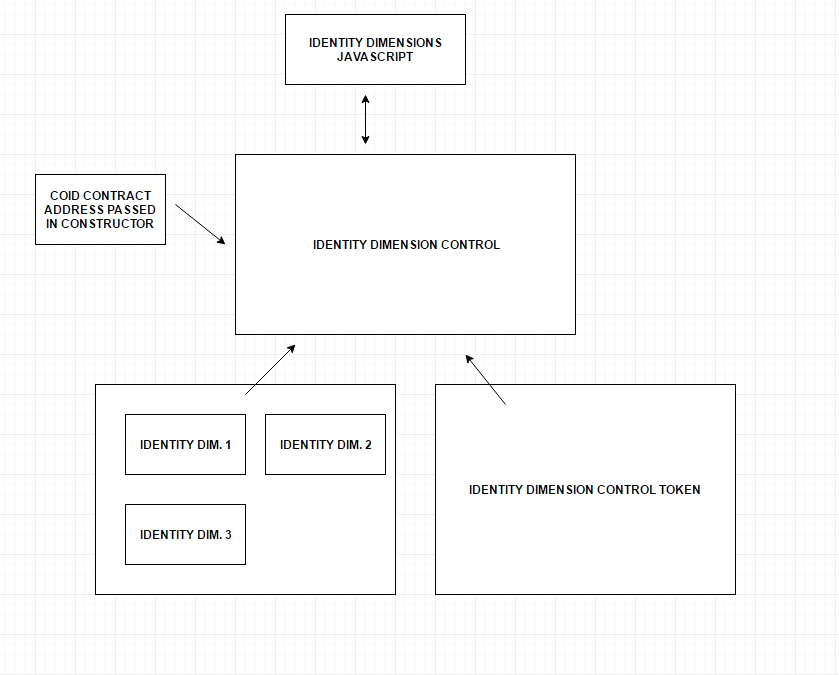 IDENTITY DIMENSIONS
JAVASCRIPT
COID CONTRACT
ADDRESS PASSED
IN CONSTRUCTOR
IDENTITY DIMENSION CONTROL
IDENTITY DIM. 1
IDENTITY DIM. 2
IDENTITY DIM. 3
IDENTITY DIMENSION CONTROL TOKEN